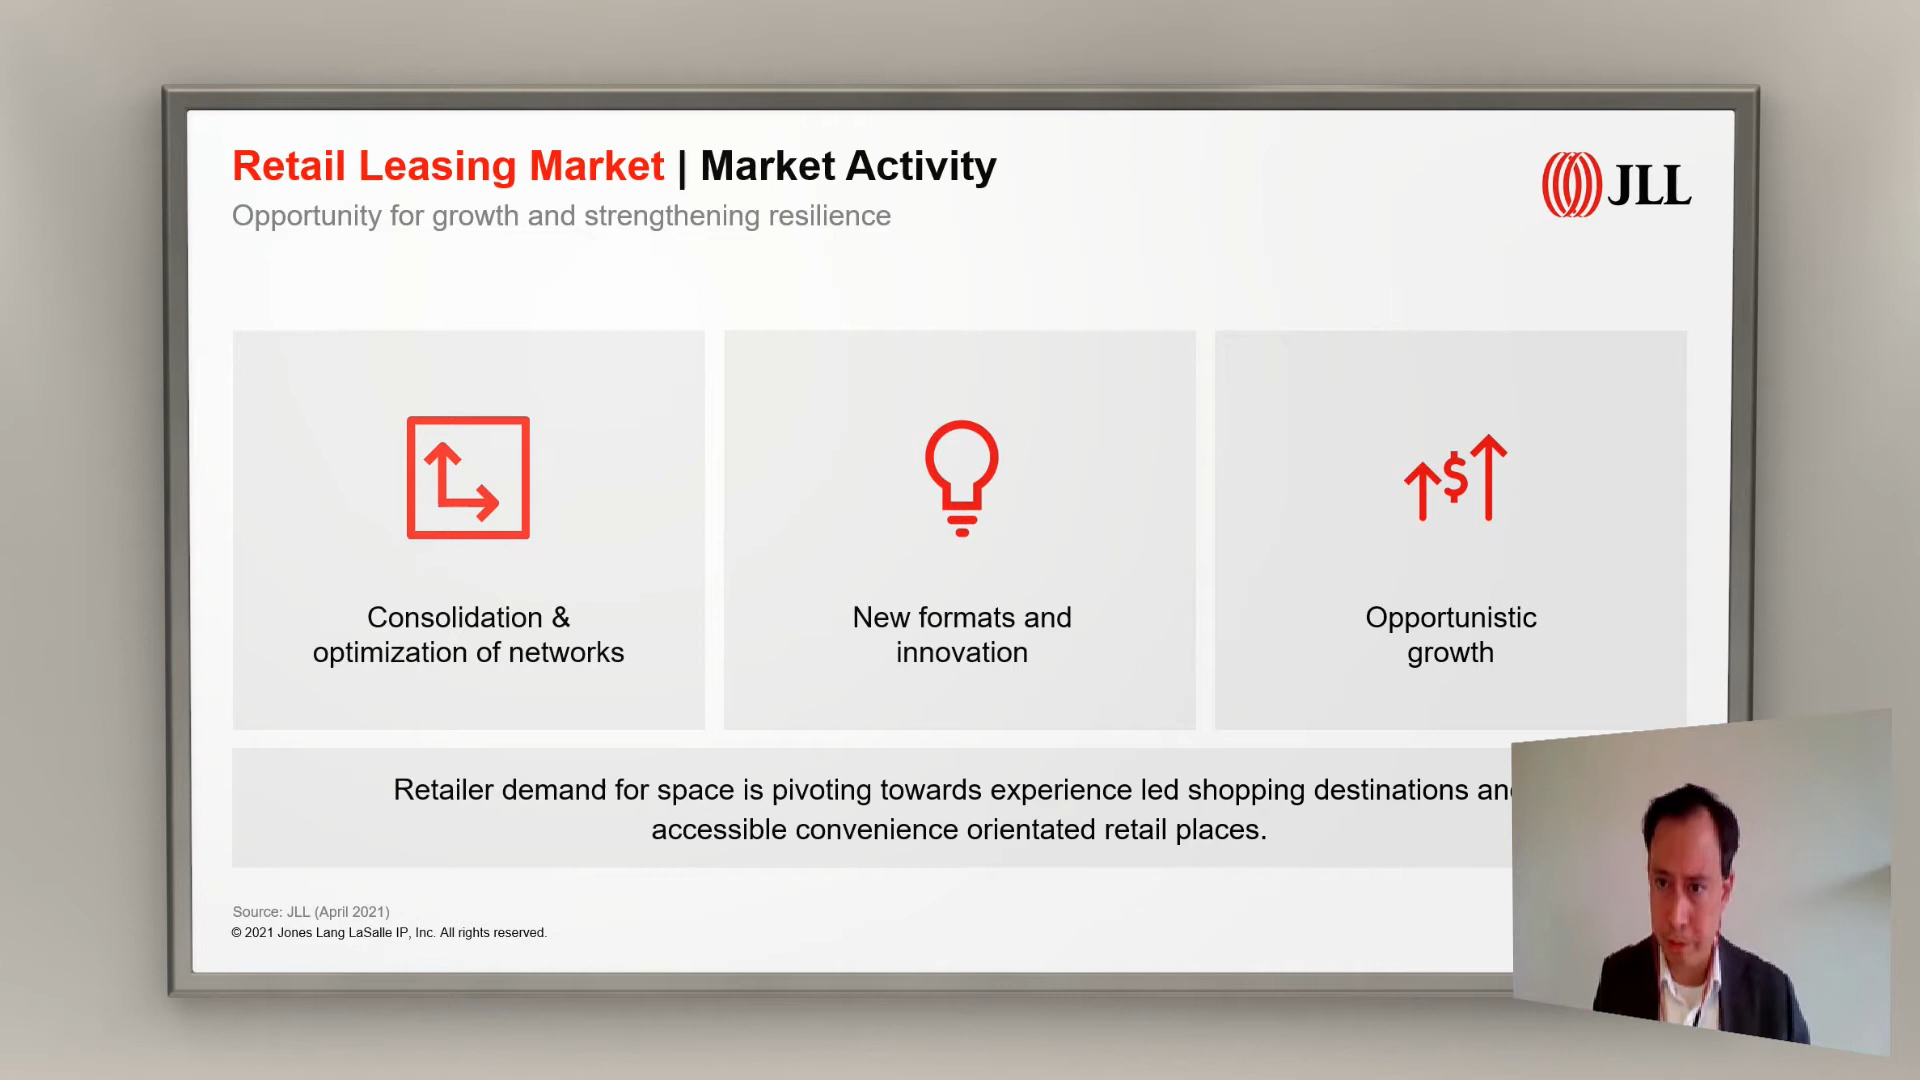 Retail Leasing Market | Market Activity
Opportunity for growth and strengthening resilience
JLL
$
Consolidation &
optimization of networks
New formats and
innovation
Opportunistic
growth
Retailer demand for space is pivoting towards experience led shopping destinations an
accessible convenience orientated retail places.
Source: JLL (April 2021)
© 2021 Jones Lang LaSalle IP, Inc. All rights reserved.